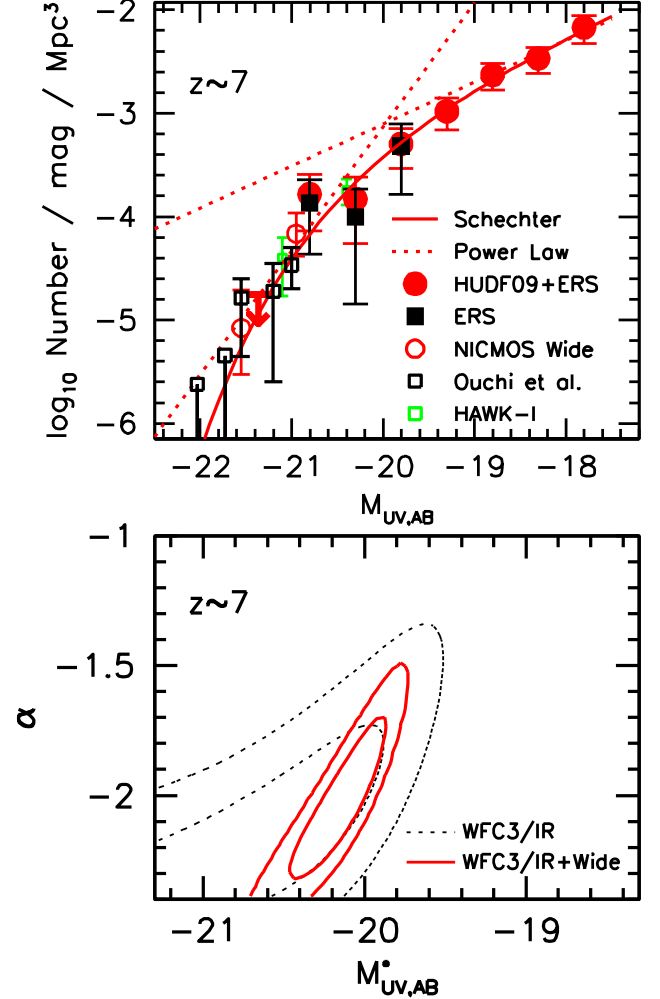 log₁₀ Number / mag / Mpc³
−2
−3
−4
−5
−6
z~7
Schechter
Power Law
HUDF09+ERS
ERS
NICMOS Wide
Ouchi et al.
HAWK−I
−22 −21 −20 −19 −18
M_UV,AB
α
−1
−1.5
−2
z~7
WFC3/IR
WFC3/IR+Wide
−21 −20 −19
M*_UV,AB